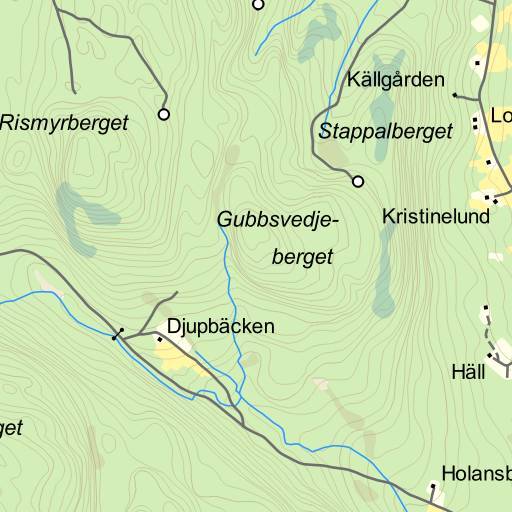 Källgården
Rismyrberget
Stappalberget
Lo
Gubbsvedje-
berget
Kristinelund
Djupbäcken
Häll
get
Holansb